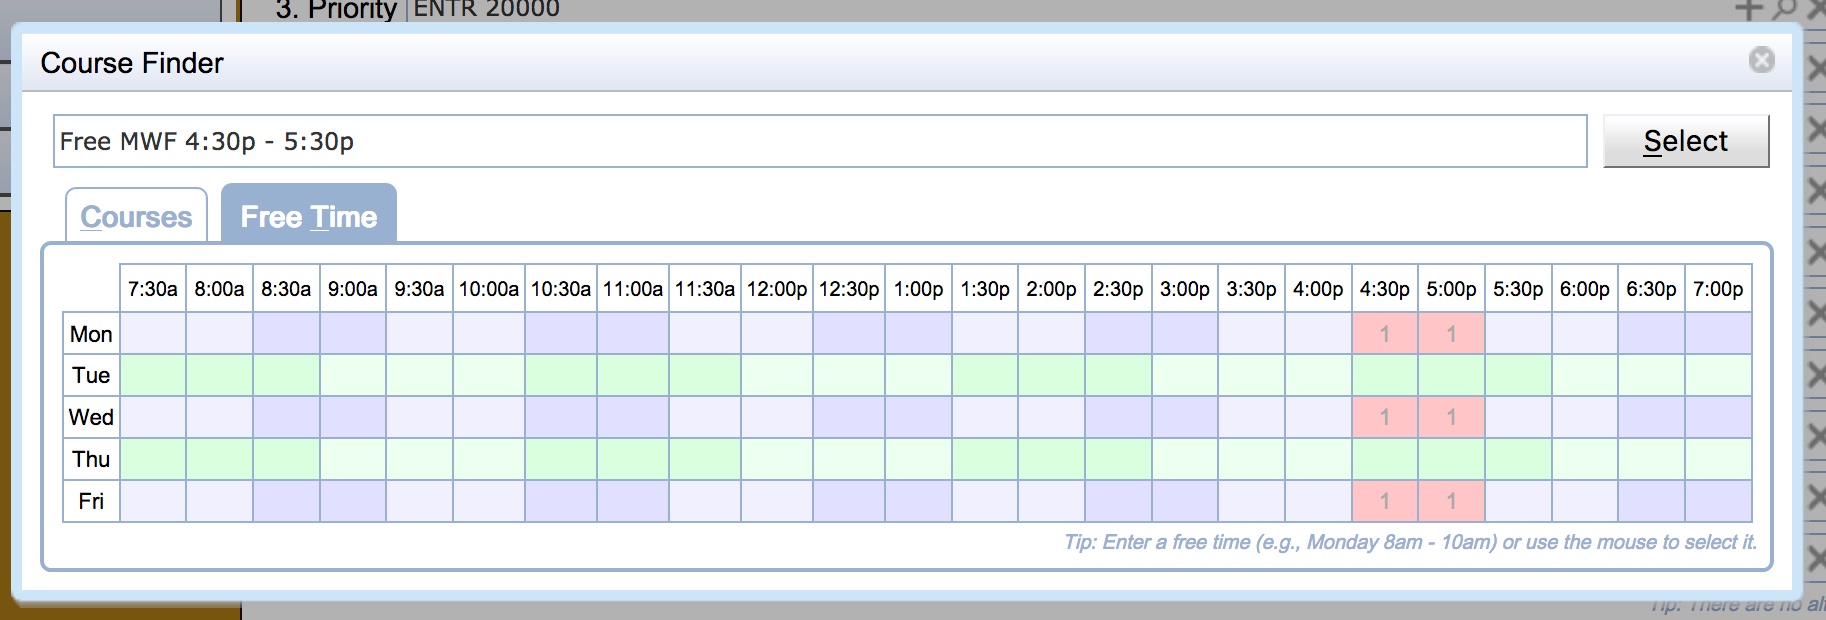 3. Priority ENTR 20000
Course Finder
Free MWF 4:30p - 5:30p
Select
Courses Free Time
7:30a 8:00a 8:30a 9:00a 9:30a 10:00a 10:30a 11:00a 11:30a 12:00p 12:30p 1:00p 1:30p 2:00p 2:30p 3:00p 3:30p 4:00p 4:30p 5:00p 5:30p 6:00p 6:30p 7:00p
Mon 1 1
Tue
Wed 1 1
Thu
Fri 1 1
Tip: Enter a free time (e.g., Monday 8am - 10am) or use the mouse to select it.
Tip: There are no